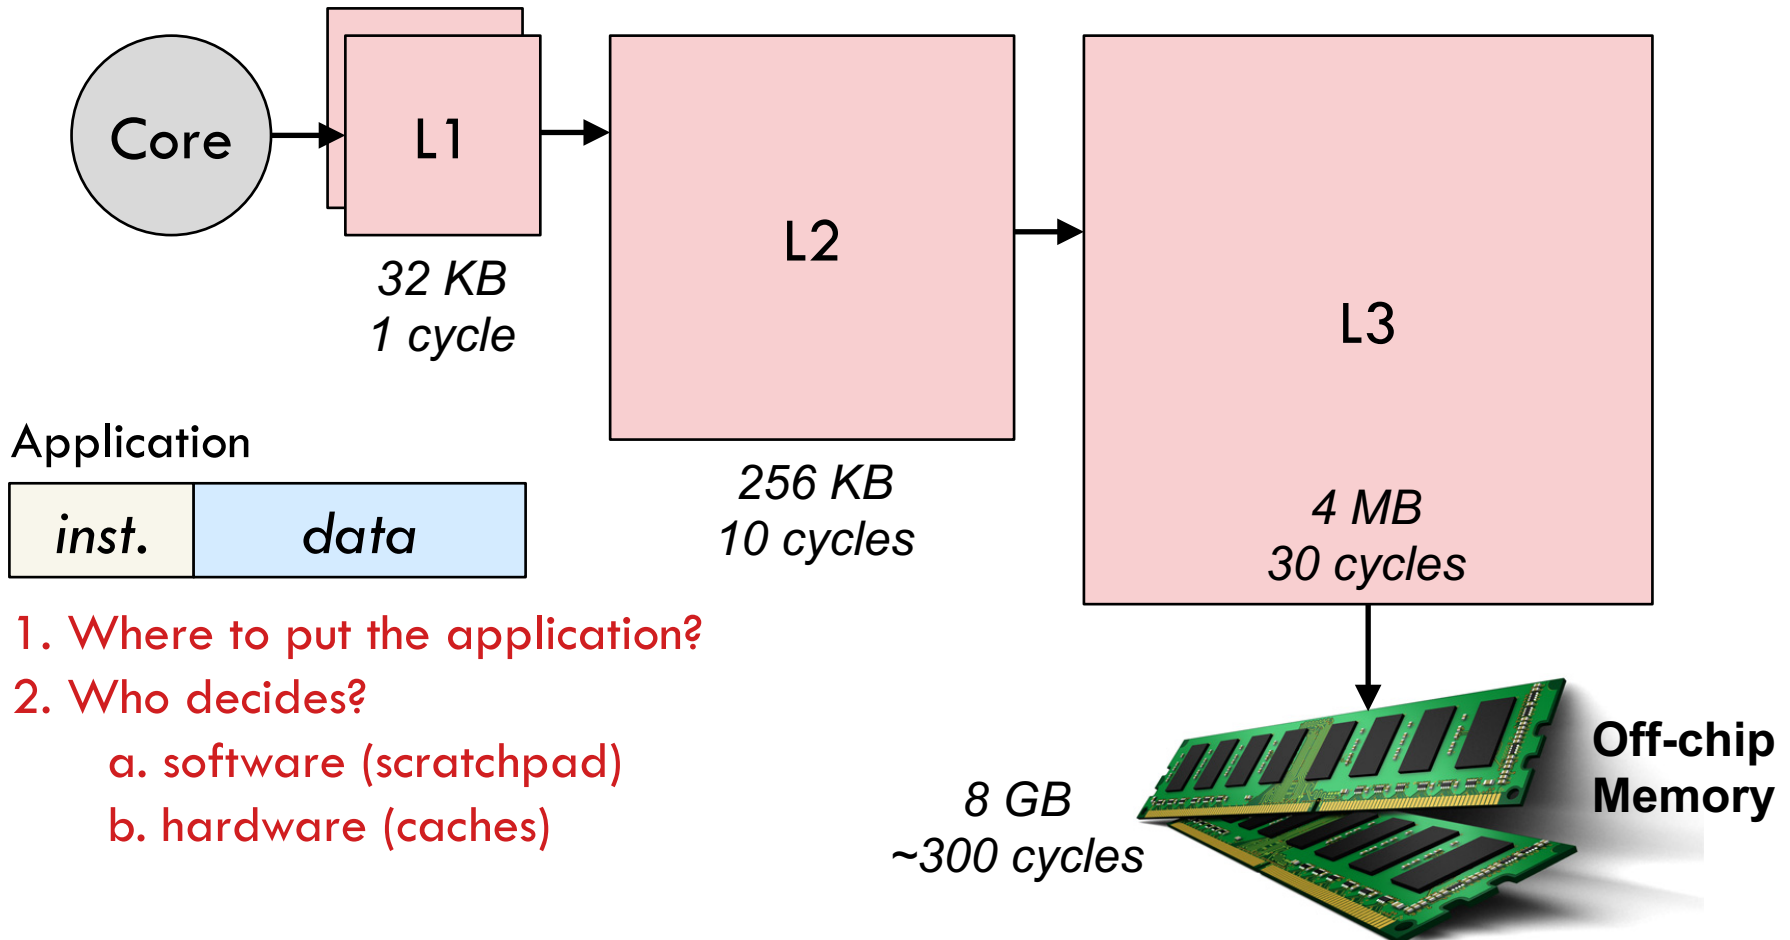 Core
L1
32 KB
1 cycle
L2
256 KB
10 cycles
L3
4 MB
30 cycles
Application
inst.
data
1. Where to put the application?
2. Who decides?
a. software (scratchpad)
b. hardware (caches)
8 GB
~300 cycles
Off-chip
Memory